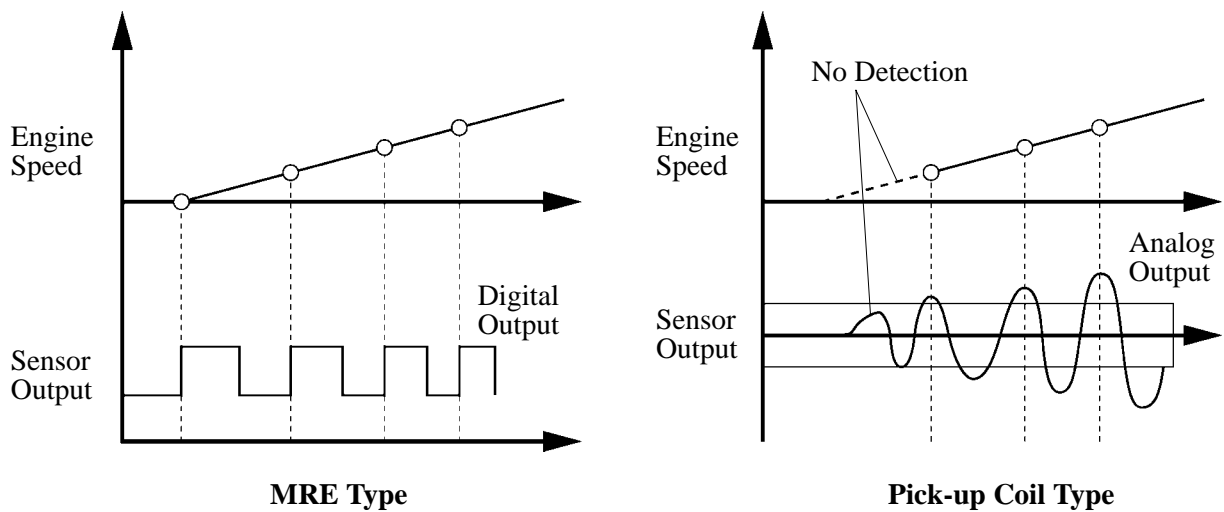 Engine
Speed
Digital
Output
Sensor
Output
MRE Type
No Detection
Engine
Speed
Analog
Output
Sensor
Output
Pick-up Coil Type